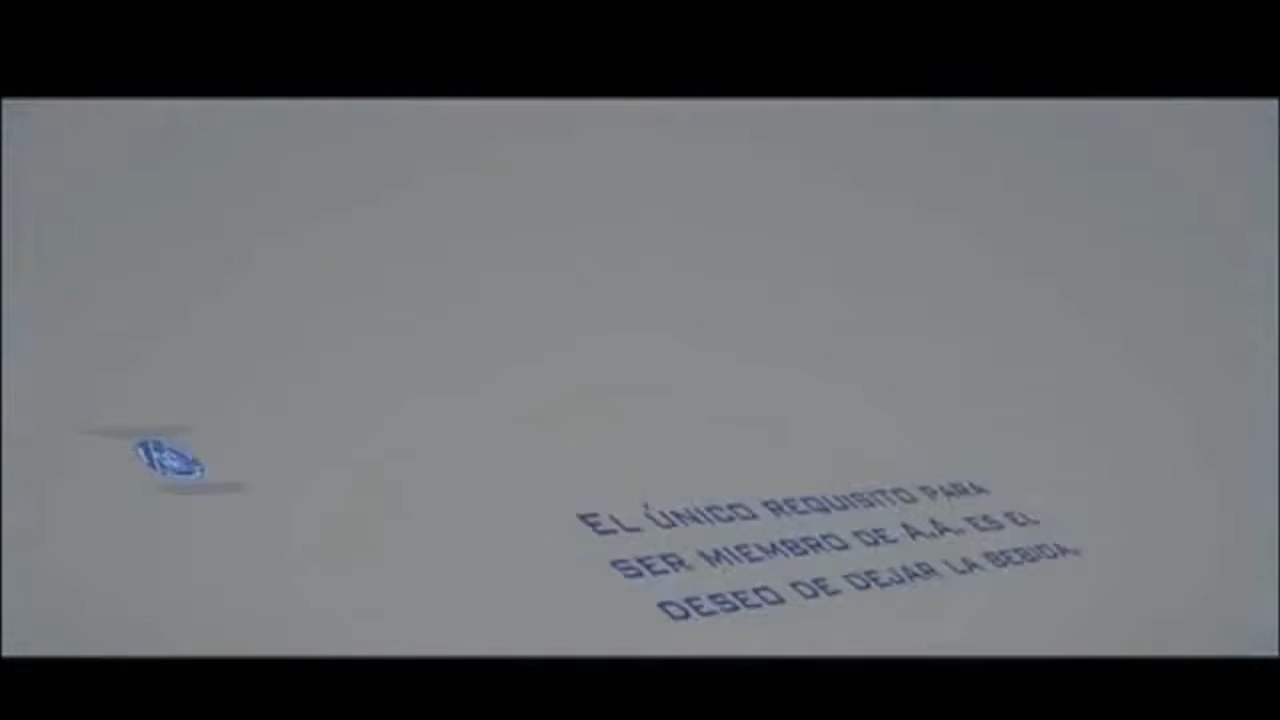 El único requisito para
ser miembro de A.A. es el
deseo de dejar la bebida.